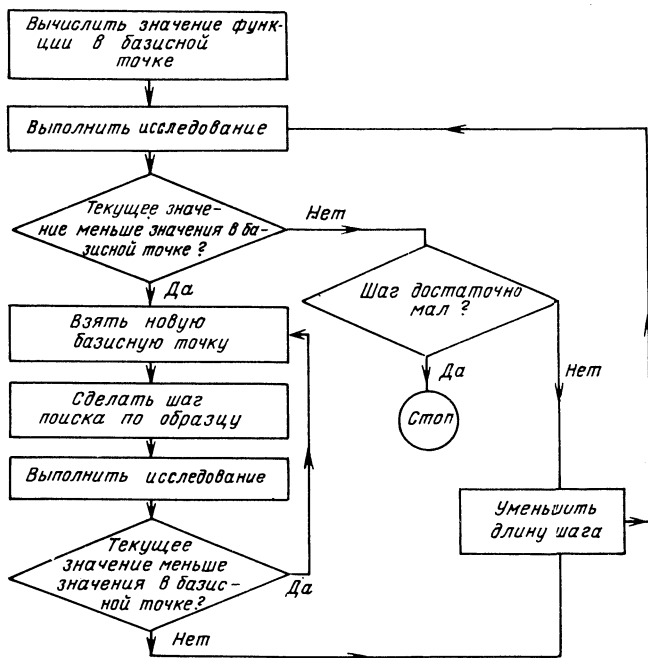 Вычислить значение функ-
ции в базисной
точке
Выполнить исследование
Текущее значе-
ние меньше значения в ба-
зисной точке?
Нет
Да
Шаг достаточно
мал?
Да
Нет
Стоп
Взять новую
базисную точку
Сделать шаг
поиска по образцу
Выполнить исследование
Текущее
значение меньше
значения в базис-
ной точке?
Да
Нет
Уменьшить
длину шага